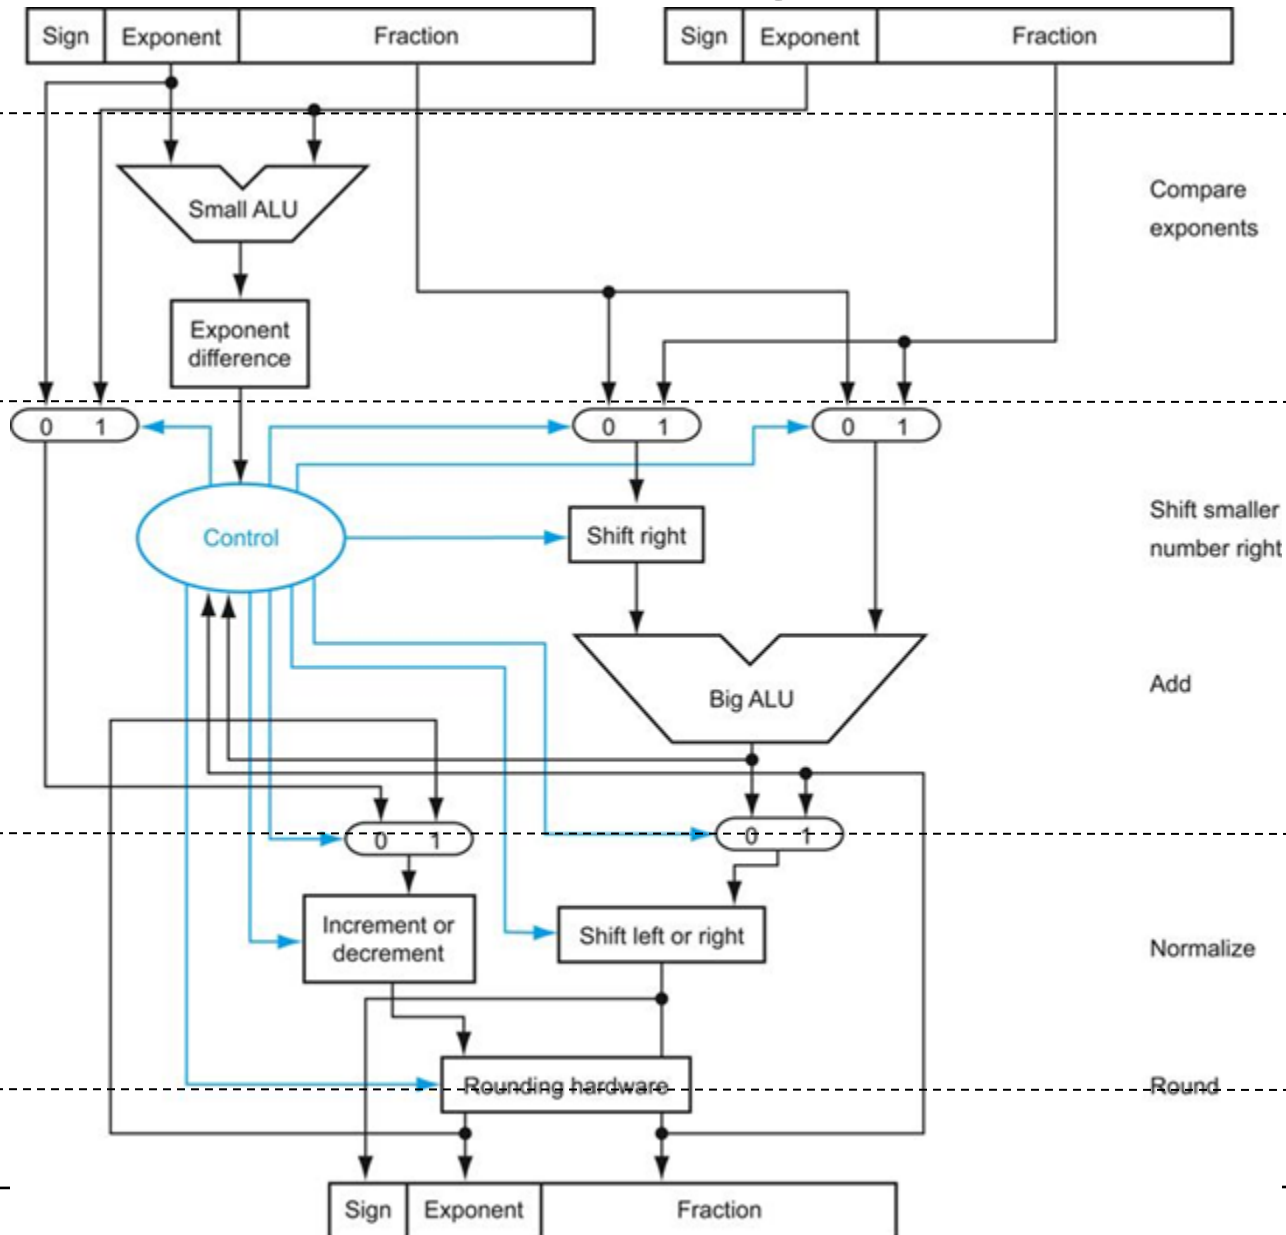 Sign Exponent Fraction Sign Exponent Fraction
Compare
exponents
Small ALU
Exponent
difference
0 1 0 1 0 1
Control
Shift right
Shift smaller
number right
Add
Big ALU
0 1 0 1
Increment or
decrement
Shift left or right
Normalize
Rounding hardware
Round
Sign Exponent Fraction